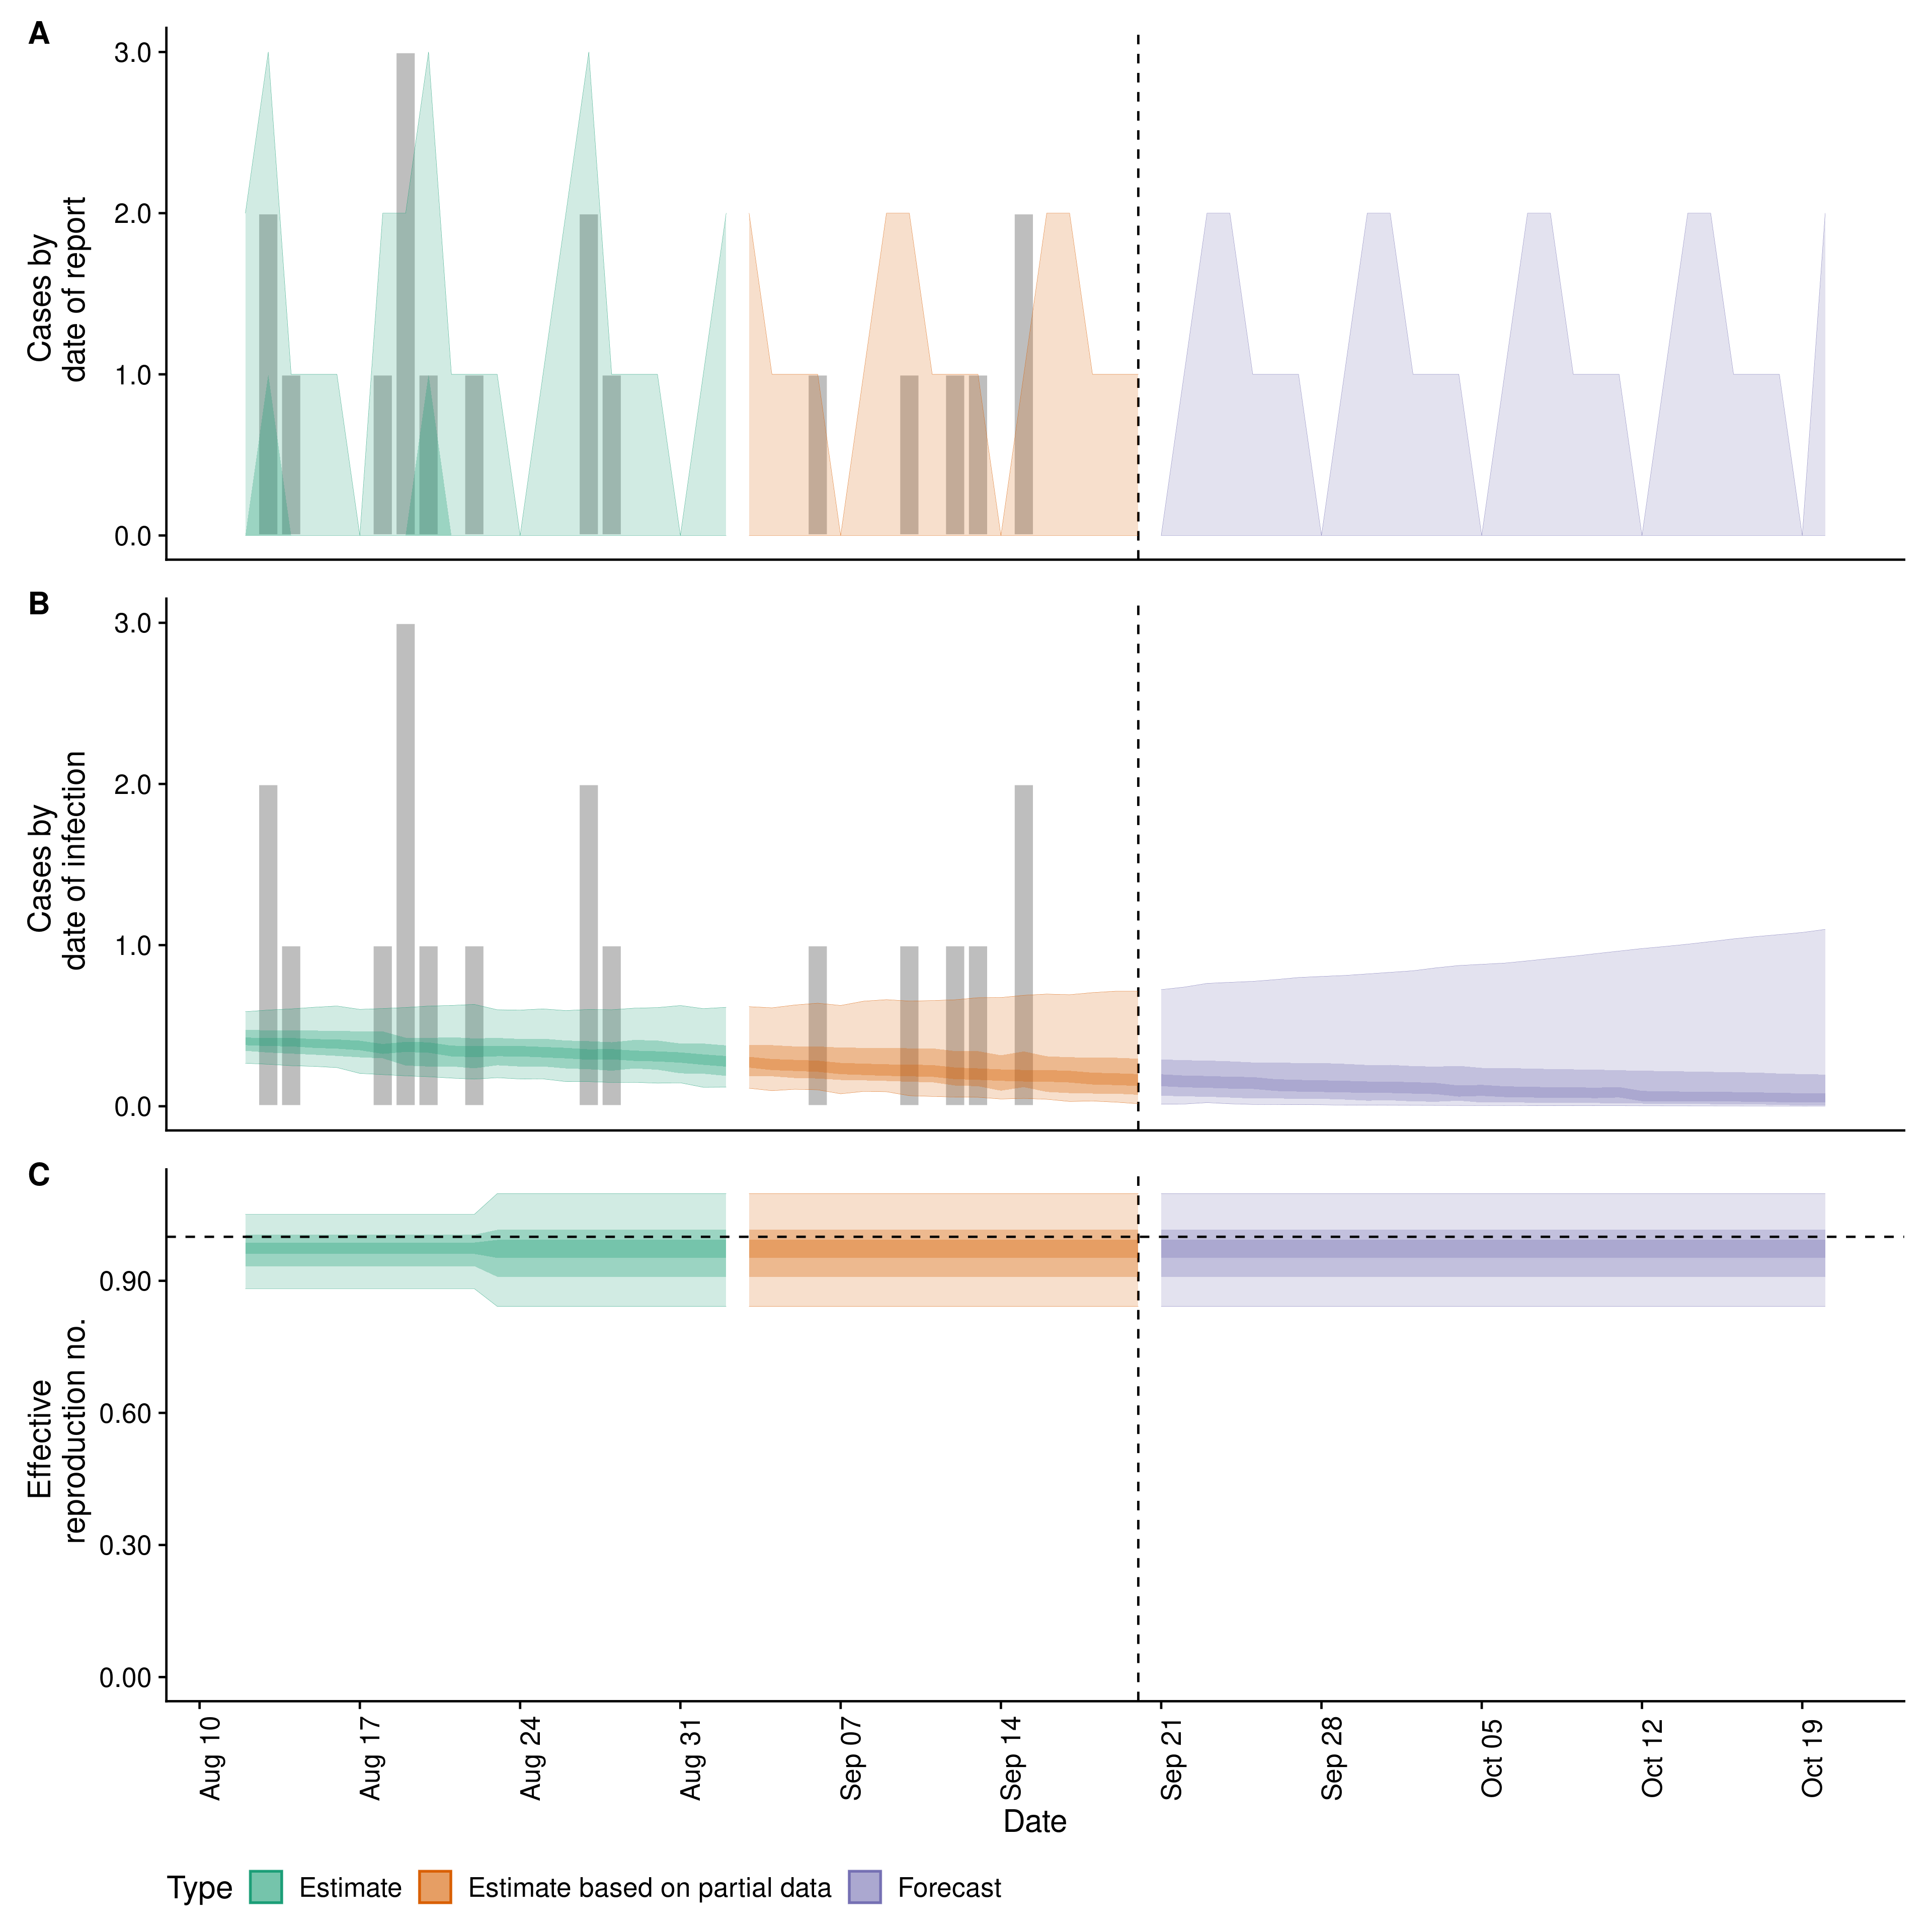 A
3.0
2.0
1.0
0.0
Cases by
date of report
B
3.0
2.0
1.0
0.0
Cases by
date of infection
C
0.90
0.60
0.30
0.00
Effective
reproduction no.
Aug 10
Aug 17
Aug 24
Aug 31
Sep 07
Sep 14
Sep 21
Sep 28
Oct 05
Oct 12
Oct 19
Date
Type Estimate Estimate based on partial data Forecast